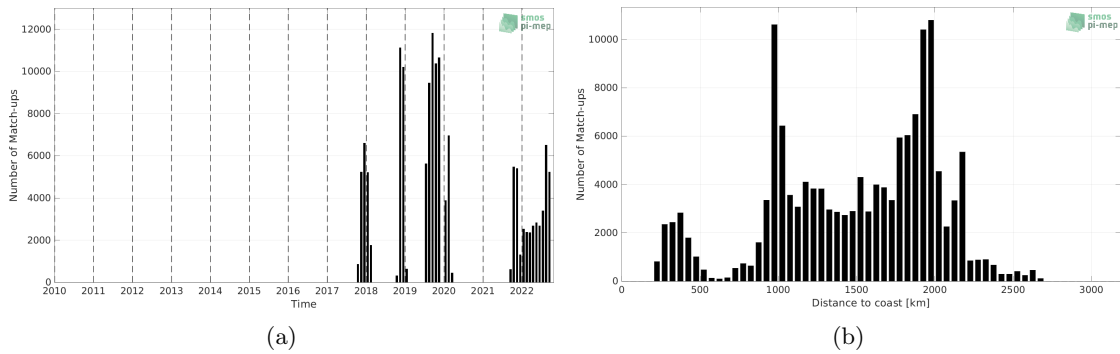 12000
10000
8000
6000
4000
2000
0
Number of Match-ups
2010 2011 2012 2013 2014 2015 2016 2017 2018 2019 2020 2021 2022
Time
smos
pi-mep
(a)
10000
8000
6000
4000
2000
0
Number of Match-ups
0 500 1000 1500 2000 2500 3000
Distance to coast [km]
smos
pi-mep
(b)